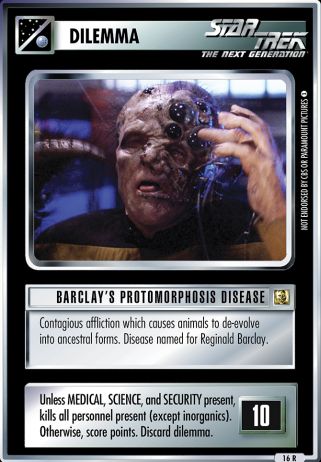 DILEMMA
STAR TREK
THE NEXT GENERATION
NOT ENDORSED BY CBS OR PARAMOUNT PICTURES
BARCLAY'S PROTOMORPHOSIS DISEASE
Contagious affliction which causes animals to de-evolve
into ancestral forms. Disease named for Reginald Barclay.
Unless MEDICAL, SCIENCE, and SECURITY present,
kills all personnel present (except inorganics).
Otherwise, score points. Discard dilemma.
10
16 R